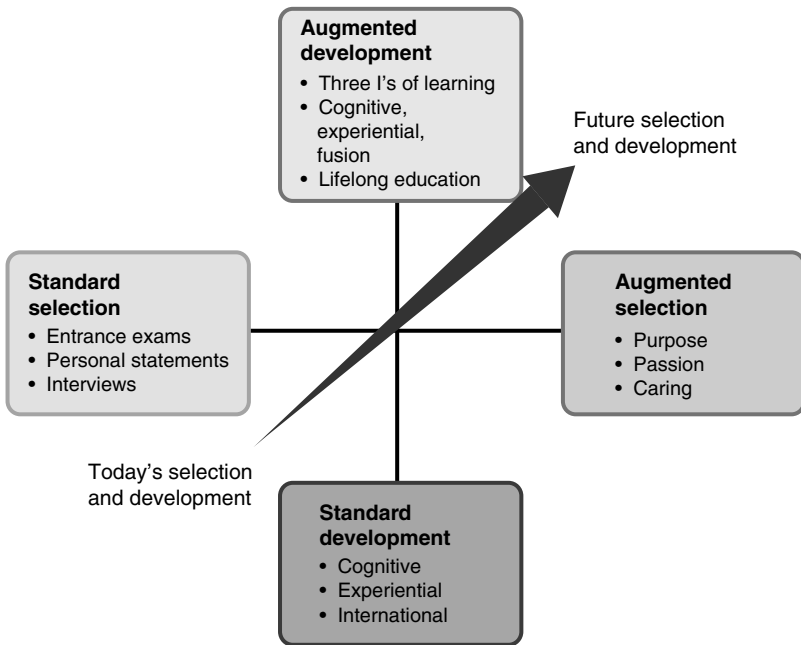 Augmented
development
• Three I's of learning
• Cognitive,
experiential,
fusion
• Lifelong education
Future selection
and development
Standard
selection
• Entrance exams
• Personal statements
• Interviews
Augmented
selection
• Purpose
• Passion
• Caring
Today's selection
and development
Standard
development
• Cognitive
• Experiential
• International